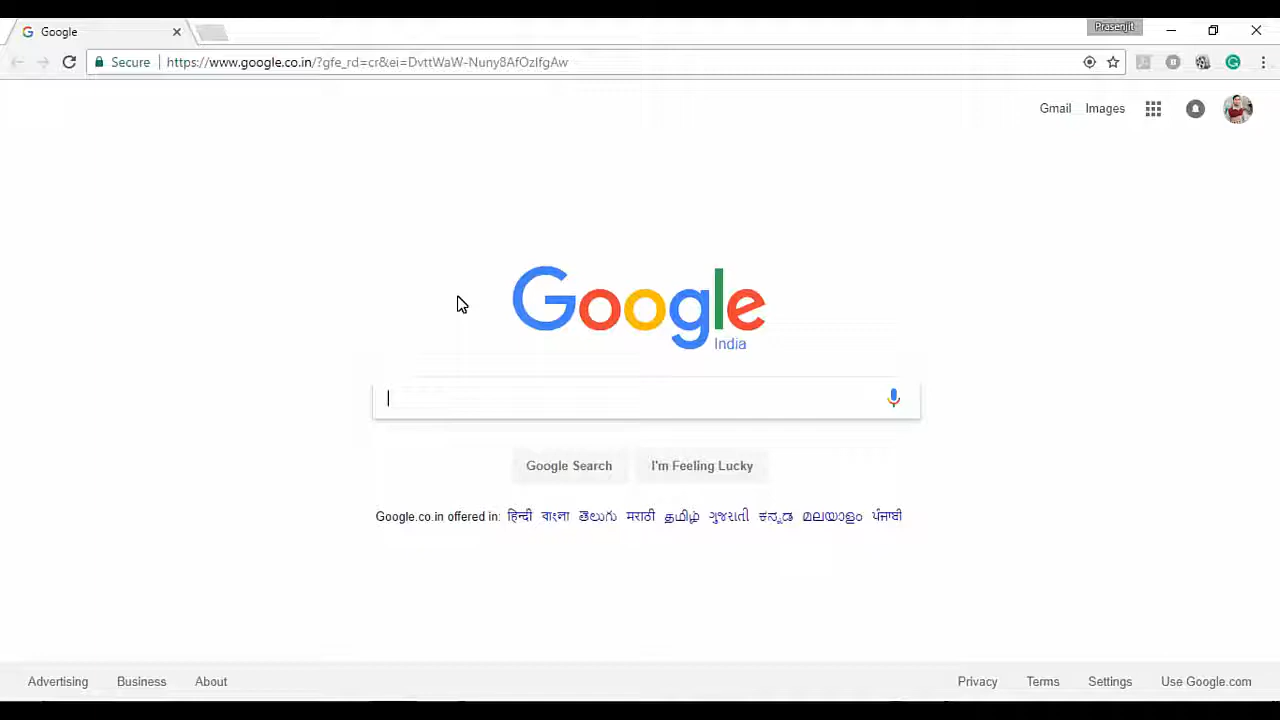 Google
Prasenjit
Secure
https://www.google.co.in/?gfe_rd=cr&ei=DvttWaW-Nuny8AfOzIfgAw
Gmail Images
Google
India
Google Search I'm Feeling Lucky
Google.co.in offered in: हिन्दी বাংলা తెలుగు मराठी தமிழ் ગુજરાતી ಕನ್ನಡ മലയാളം ਪੰਜਾਬੀ
Advertising Business About Privacy Terms Settings Use Google.com